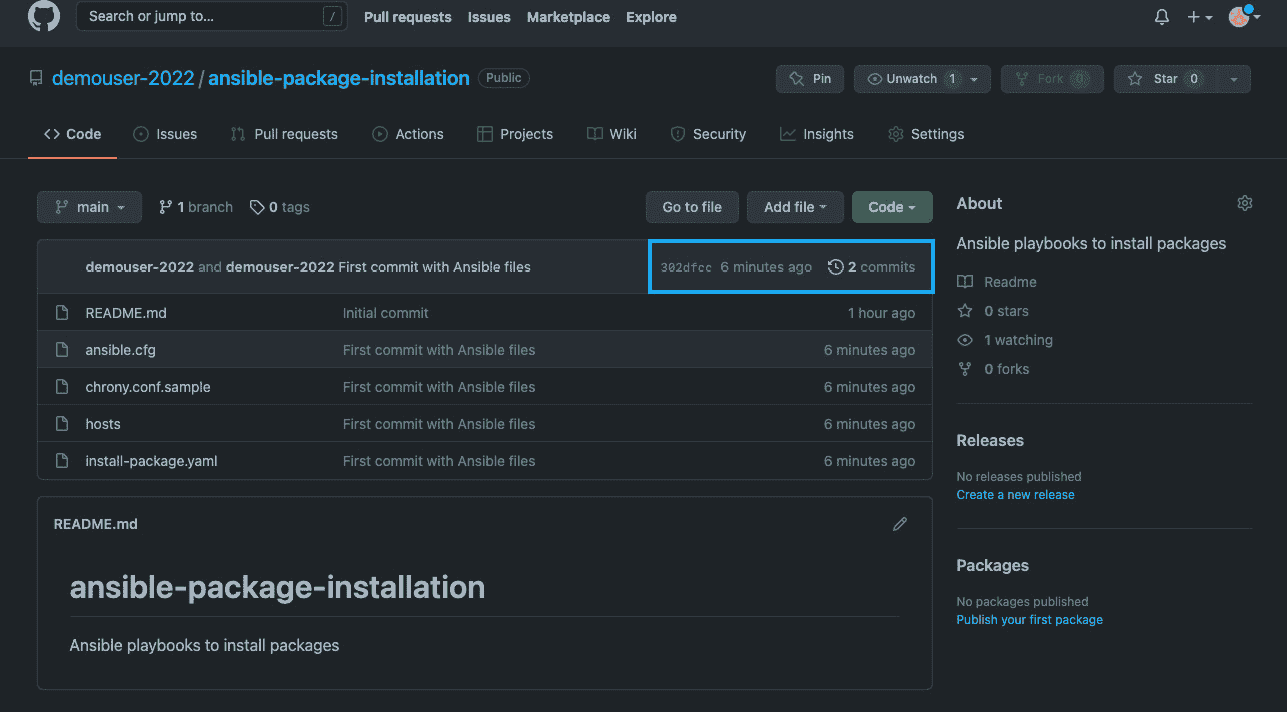 Search or jump to... / Pull requests Issues Marketplace Explore
demouser-2022 / ansible-package-installation Public Pin Unwatch 1 Fork 0 Star 0
Code Issues Pull requests Actions Projects Wiki Security Insights Settings
main 1 branch 0 tags Go to file Add file Code
demouser-2022 and demouser-2022 First commit with Ansible files 302dfcc 6 minutes ago 2 commits
README.md Initial commit 1 hour ago
ansible.cfg First commit with Ansible files 6 minutes ago
chrony.conf.sample First commit with Ansible files 6 minutes ago
hosts First commit with Ansible files 6 minutes ago
install-package.yaml First commit with Ansible files 6 minutes ago
README.md
ansible-package-installation
Ansible playbooks to install packages
About
Ansible playbooks to install packages
Readme
0 stars
1 watching
0 forks
Releases
No releases published
Create a new release
Packages
No packages published
Publish your first package